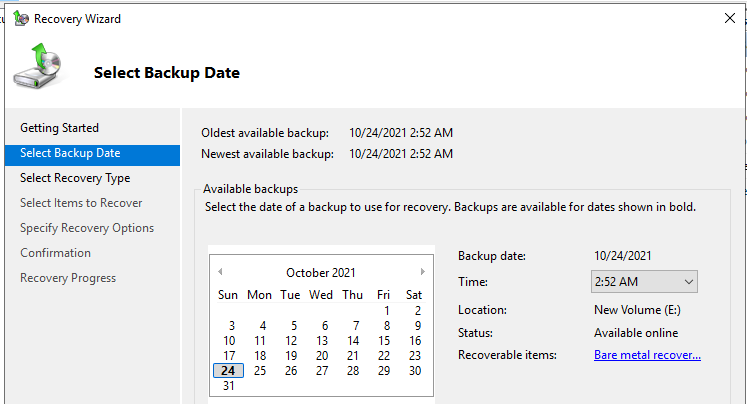 Recovery Wizard
Select Backup Date
Getting Started
Select Backup Date
Select Recovery Type
Select Items to Recover
Specify Recovery Options
Confirmation
Recovery Progress
Oldest available backup: 10/24/2021 2:52 AM
Newest available backup: 10/24/2021 2:52 AM
Available backups
Select the date of a backup to use for recovery. Backups are available for dates shown in bold.
October 2021
Sun Mon Tue Wed Thu Fri Sat
1 2
3 4 5 6 7 8 9
10 11 12 13 14 15 16
17 18 19 20 21 22 23
24 25 26 27 28 29 30
31
Backup date: 10/24/2021
Time: 2:52 AM
Location: New Volume (E:)
Status: Available online
Recoverable items: Bare metal recover...